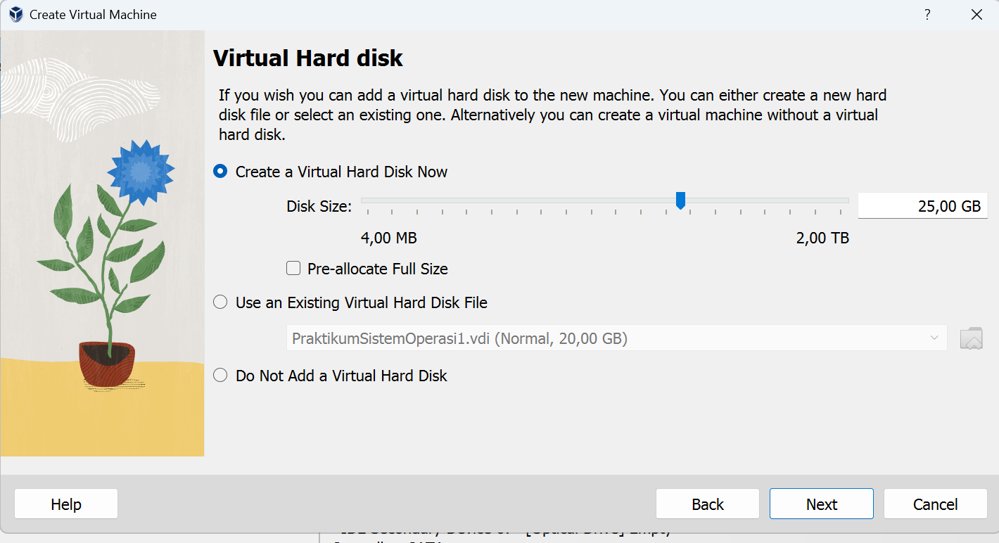 Create Virtual Machine
?
Virtual Hard disk
If you wish you can add a virtual hard disk to the new machine. You can either create a new hard
disk file or select an existing one. Alternatively you can create a virtual machine without a virtual
hard disk.
Create a Virtual Hard Disk Now
Disk Size:
25,00 GB
4,00 MB
2,00 TB
Pre-allocate Full Size
Use an Existing Virtual Hard Disk File
PraktikumSistemOperasi1.vdi (Normal, 20,00 GB)
Do Not Add a Virtual Hard Disk
Help
Back
Next
Cancel